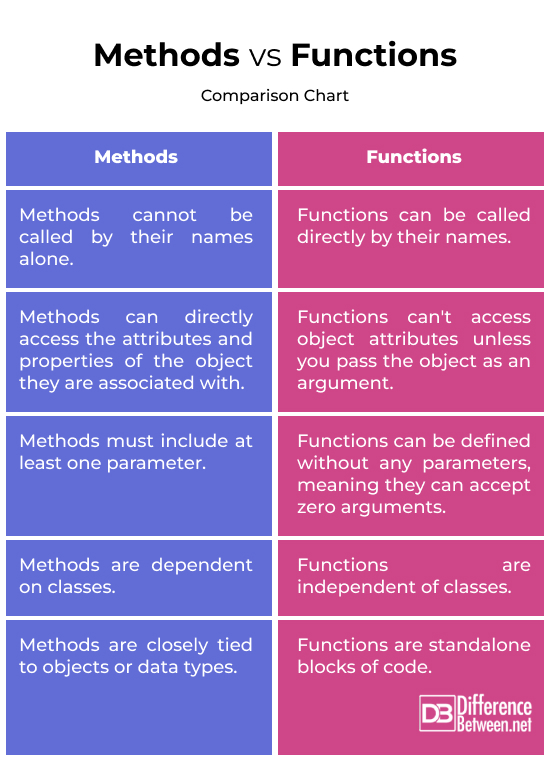 Methods vs Functions
Comparison Chart
Methods
Functions
Methods cannot be
called by their names
alone.
Functions can be called
directly by their names.
Methods can directly
access the attributes and
properties of the object
they are associated with.
Functions can't access
object attributes unless
you pass the object as an
argument.
Methods must include at
least one parameter.
Functions can be defined
without any parameters,
meaning they can accept
zero arguments.
Methods are dependent
on classes.
Functions are
independent of classes.
Methods are closely tied
to objects or data types.
Functions are standalone
blocks of code.
DB Difference
Between.net